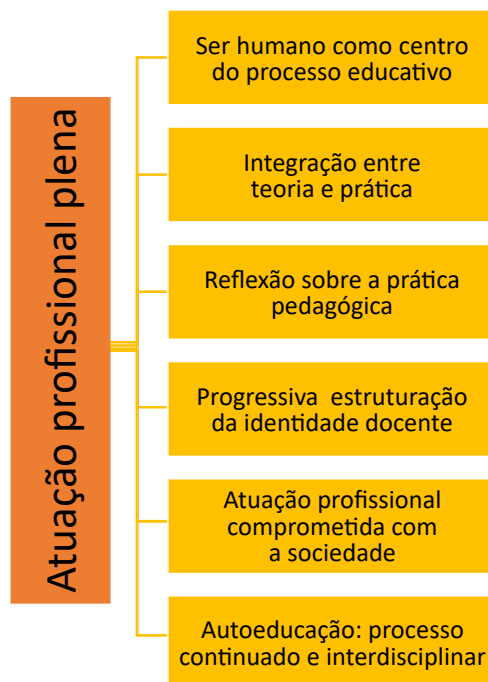 Atuação profissional plena
Ser humano como centro
do processo educativo
Integração entre
teoria e prática
Reflexão sobre a prática
pedagógica
Progressiva estruturação
da identidade docente
Atuação profissional
comprometida com
a sociedade
Autoeducação: processo
continuado e interdisciplinar